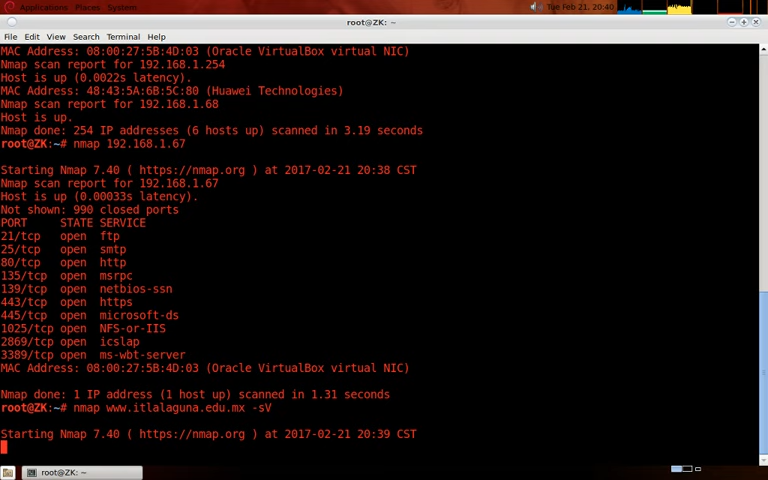 Applications Places System
Tue Feb 21, 20:40
root@ZK: ~
File Edit View Search Terminal Help
MAC Address: 08:00:27:5B:4D:03 (Oracle VirtualBox virtual NIC)
Nmap scan report for 192.168.1.254
Host is up (0.0022s latency).
MAC Address: 48:43:5A:6B:5C:80 (Huawei Technologies)
Nmap scan report for 192.168.1.68
Host is up.
Nmap done: 254 IP addresses (6 hosts up) scanned in 3.19 seconds
root@ZK:~# nmap 192.168.1.67
Starting Nmap 7.40 ( https://nmap.org ) at 2017-02-21 20:38 CST
Nmap scan report for 192.168.1.67
Host is up (0.00033s latency).
Not shown: 990 closed ports
PORT STATE SERVICE
21/tcp open ftp
25/tcp open smtp
80/tcp open http
135/tcp open msrpc
139/tcp open netbios-ssn
443/tcp open https
445/tcp open microsoft-ds
1025/tcp open NFS-or-IIS
2869/tcp open icslap
3389/tcp open ms-wbt-server
MAC Address: 08:00:27:5B:4D:03 (Oracle VirtualBox virtual NIC)
Nmap done: 1 IP address (1 host up) scanned in 1.31 seconds
root@ZK:~# nmap www.itlalaguna.edu.mx -sV
Starting Nmap 7.40 ( https://nmap.org ) at 2017-02-21 20:39 CST
root@ZK: ~